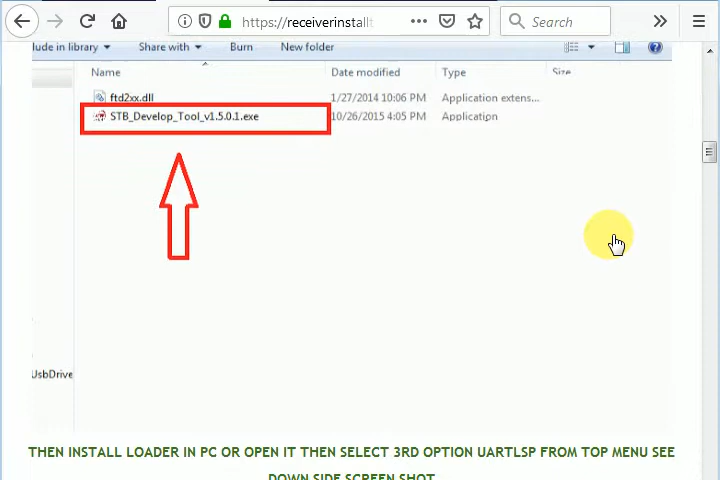 https://receiverinstallt
Search
lude in library
Share with
Burn
New folder
Name
Date modified
Type
Size
ftd2xx.dll
1/27/2014 10:06 PM
Application extens...
STB_Develop_Tool_v1.5.0.1.exe
10/26/2015 4:05 PM
Application
UsbDrive
THEN INSTALL LOADER IN PC OR OPEN IT THEN SELECT 3RD OPTION UARTLSP FROM TOP MENU SEE
DOWN SIDE SCREEN SHOT